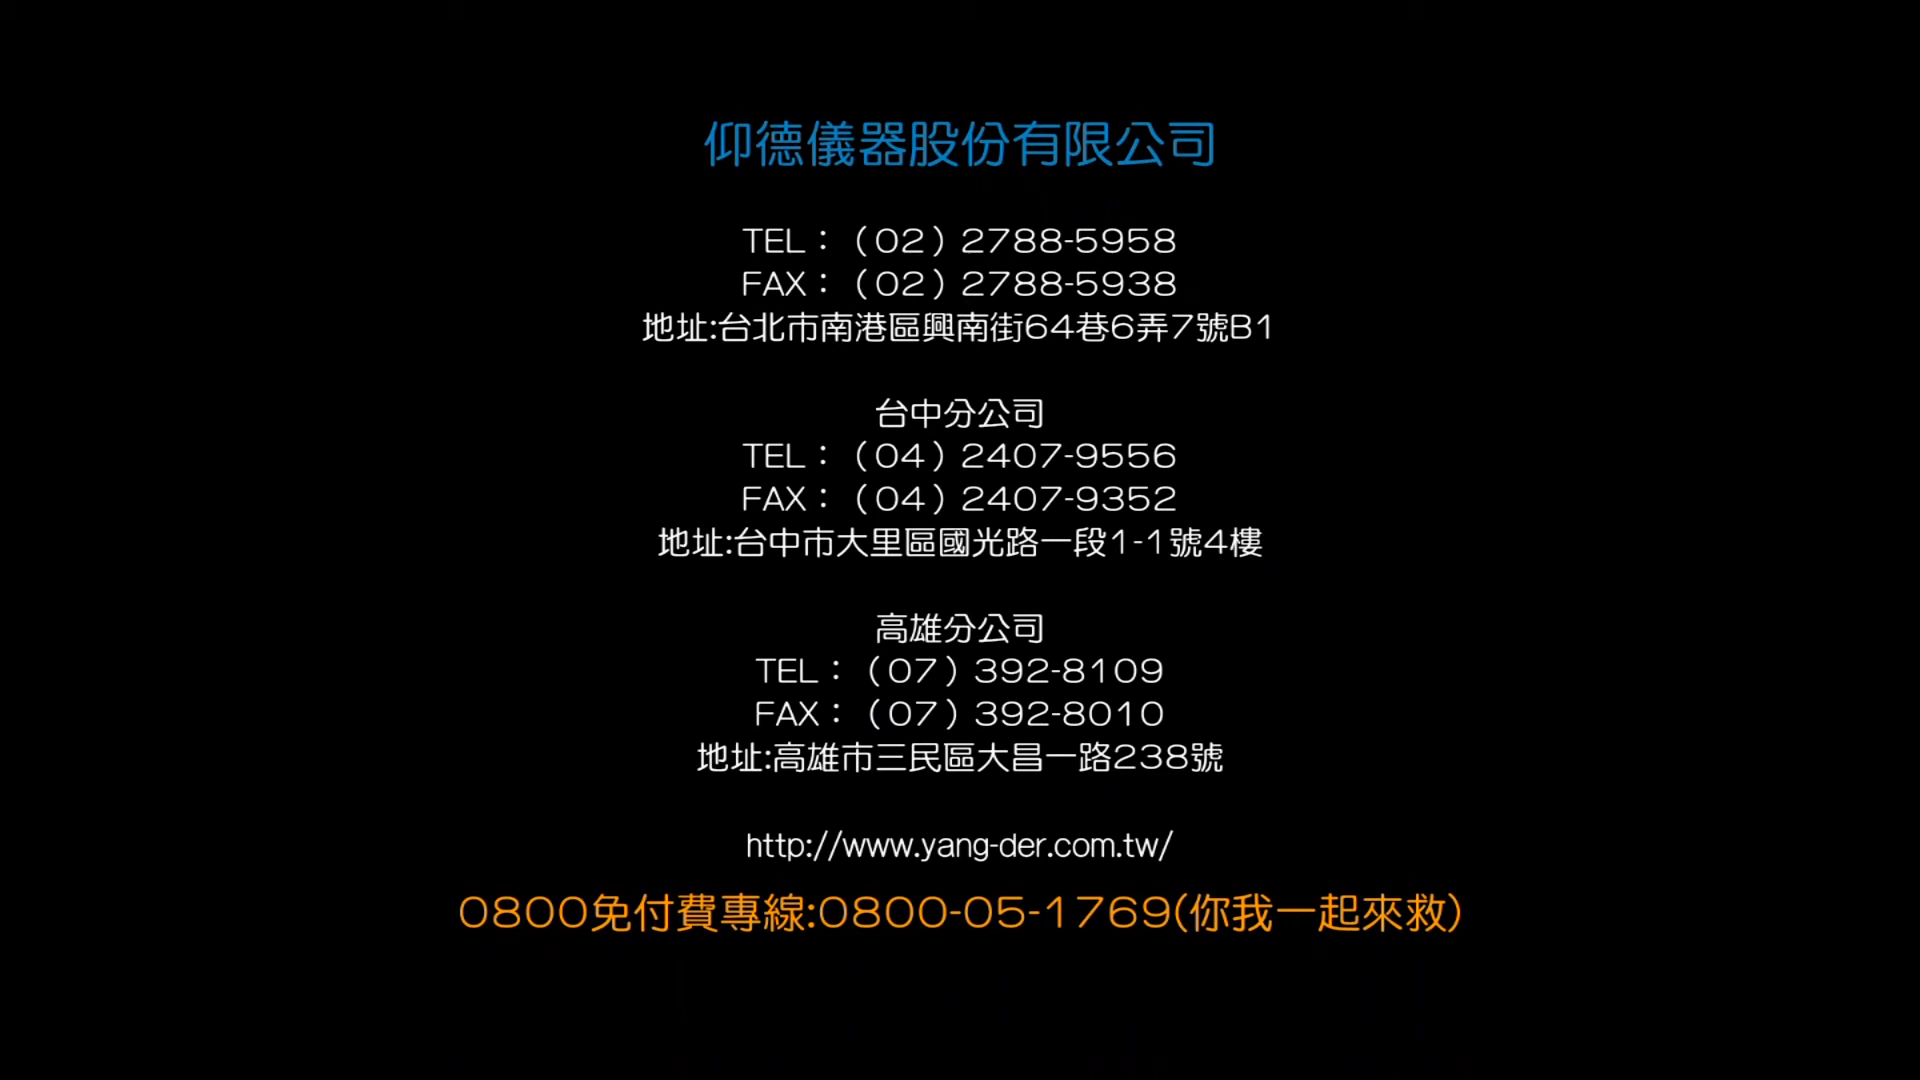 仰德儀器股份有限公司
TEL：（02）2788-5958
FAX：（02）2788-5938
地址:台北市南港區興南街64巷6弄7號B1
台中分公司
TEL：（04）2407-9556
FAX：（04）2407-9352
地址:台中市大里區國光路一段1-1號4樓
高雄分公司
TEL：（07）392-8109
FAX：（07）392-8010
地址:高雄市三民區大昌一路238號
http://www.yang-der.com.tw/
0800免付費專線:0800-05-1769(你我一起來救)